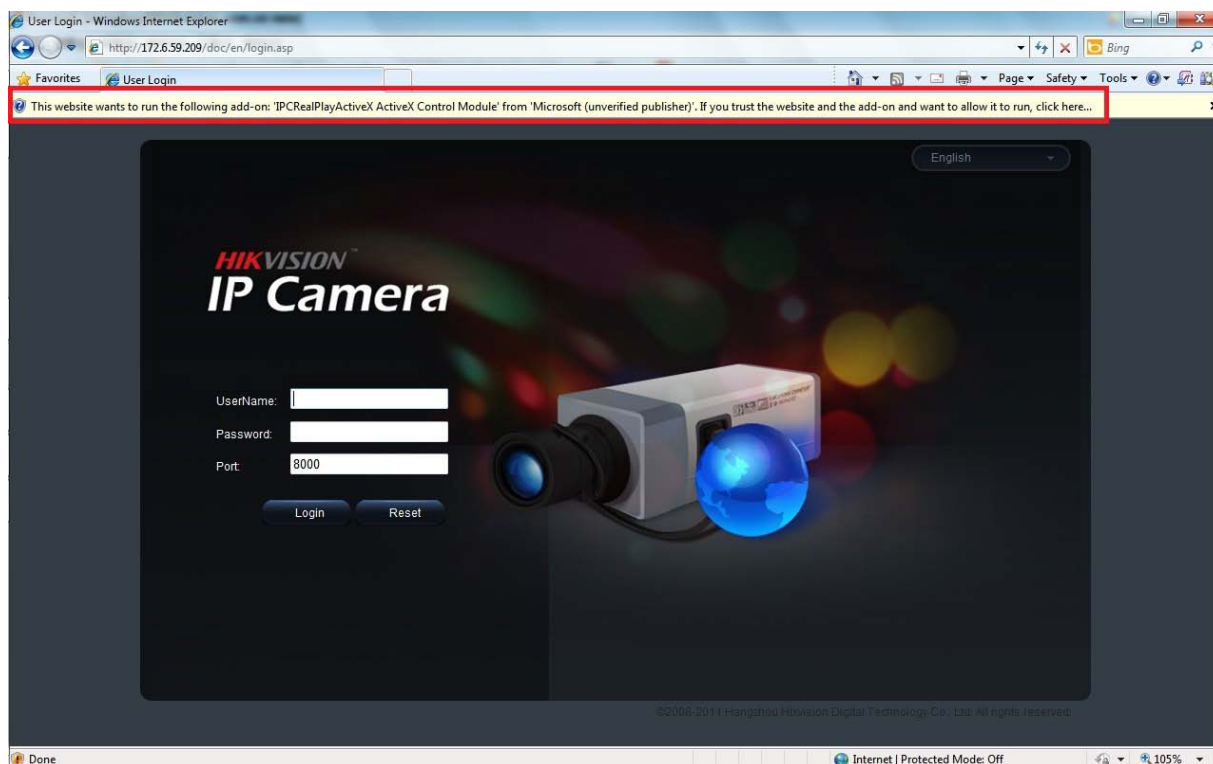 User Login - Windows Internet Explorer
http://172.6.59.209/doc/en/login.asp
Bing
Favorites
User Login
Page
Safety
Tools
This website wants to run the following add-on: 'IPCRealPlayActiveX ActiveX Control Module' from 'Microsoft (unverified publisher)'. If you trust the website and the add-on and want to allow it to run, click here...
English
HIKVISION™
IP Camera
UserName:
Password:
Port:
8000
Login
Reset
©2008-2011 Hangzhou Hikvision Digital Technology Co., Ltd. All rights reserved.
Done
Internet | Protected Mode: Off
105%